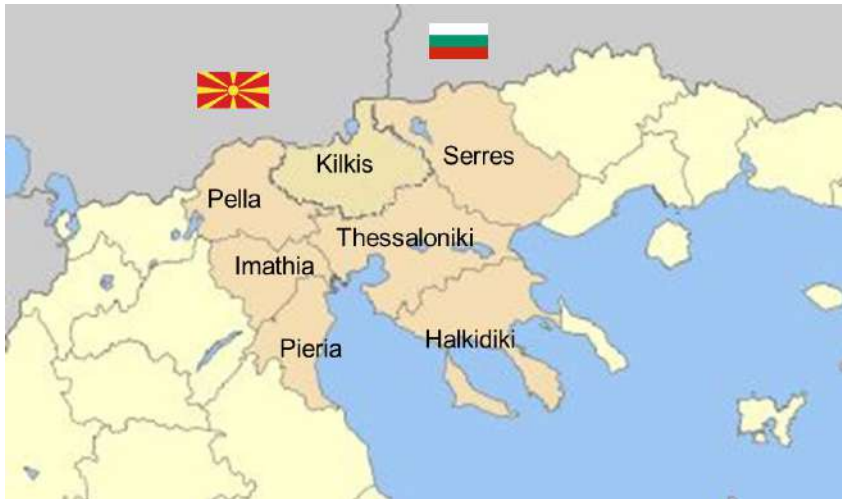 Kilkis
Serres
Pella
Thessaloniki
Imathia
Pieria
Halkidiki